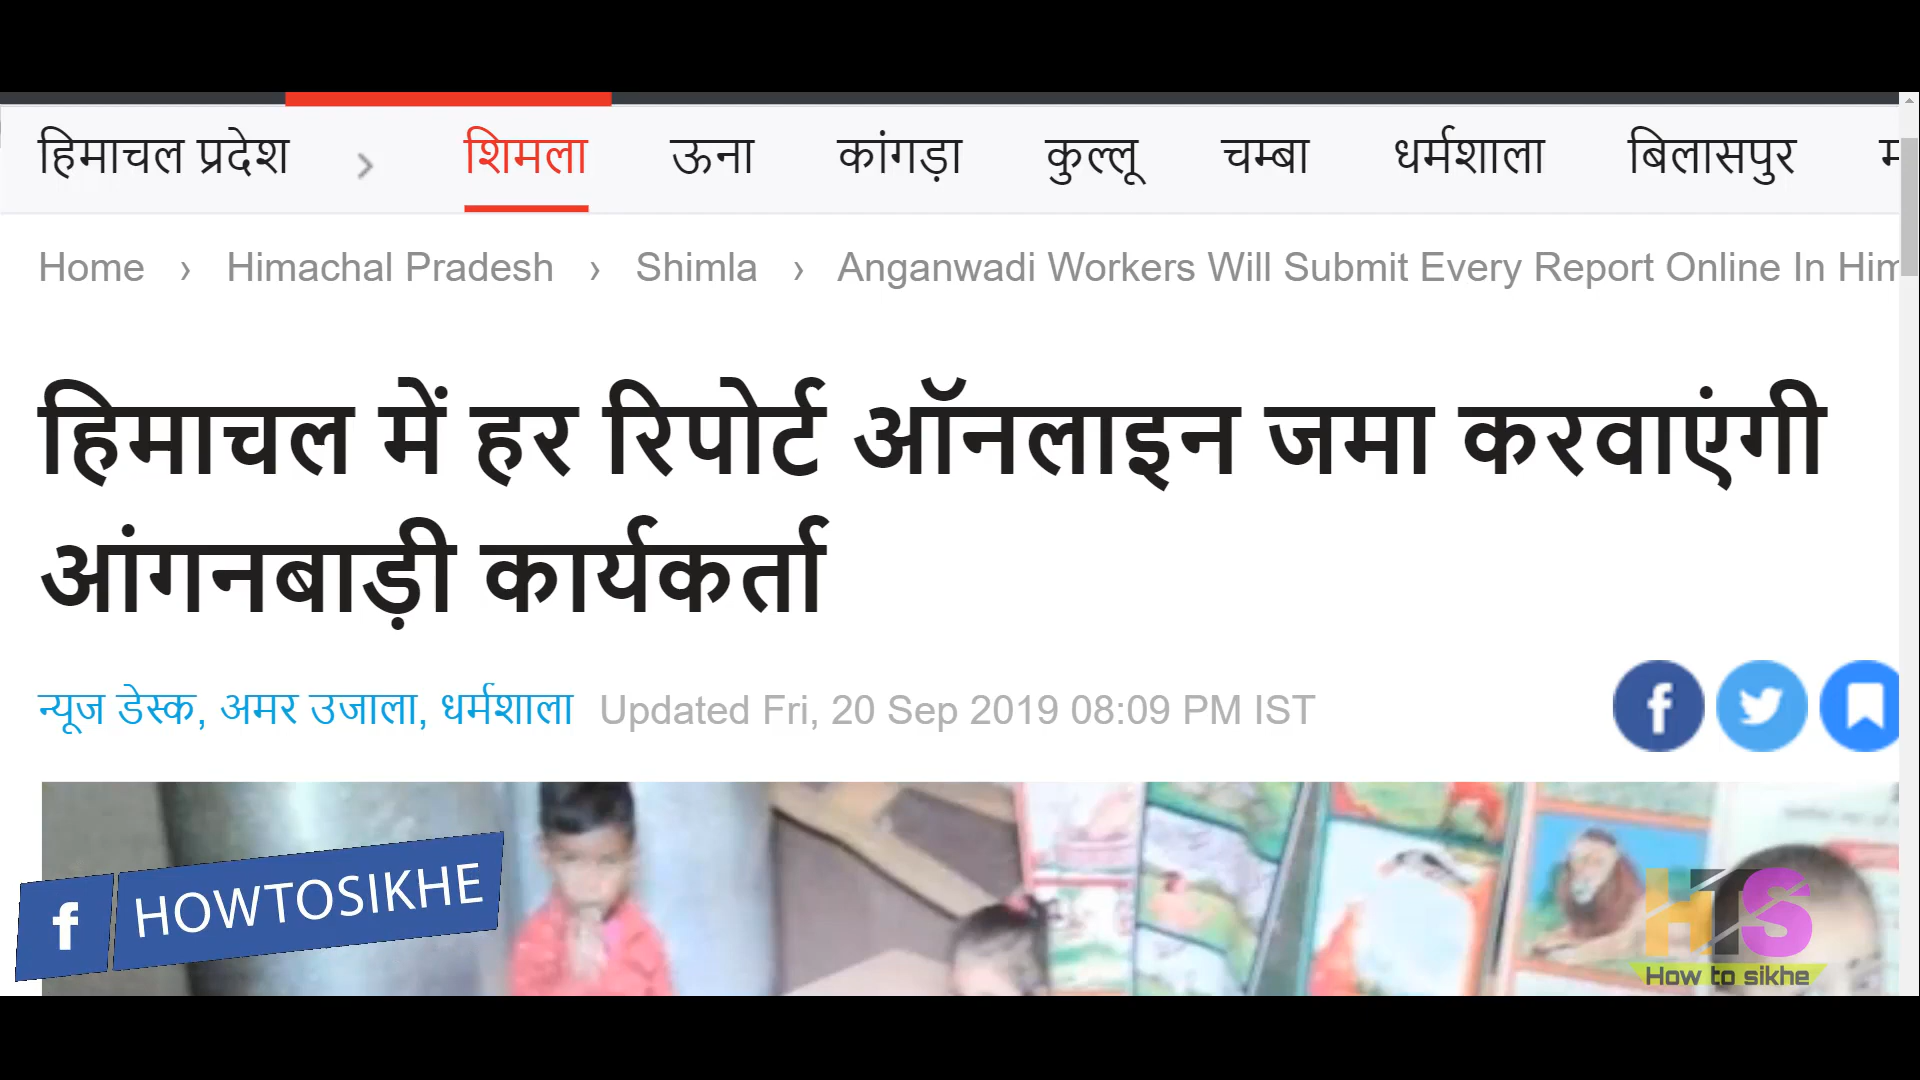 हिमाचल प्रदेश › शिमला ऊना कांगड़ा कुल्लू चम्बा धर्मशाला बिलासपुर
Home › Himachal Pradesh › Shimla › Anganwadi Workers Will Submit Every Report Online In Him
हिमाचल में हर रिपोर्ट ऑनलाइन जमा करवाएंगी
आंगनबाड़ी कार्यकर्ता
न्यूज डेस्क, अमर उजाला, धर्मशाला Updated Fri, 20 Sep 2019 08:09 PM IST
f HOWTOSIKHE
HTS
How to sikhe